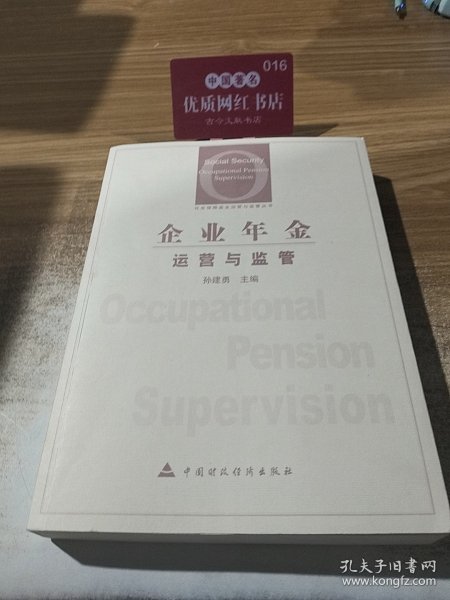 016
中国著名
优质网红书店
古今文献书店
Social Security
Occupational Pension
Supervision
企业年金
运营与监管
孙建勇 主编
Occupational
Pension
Supervision
中国财政经济出版社
孔夫子旧书网
www.kongfz.com